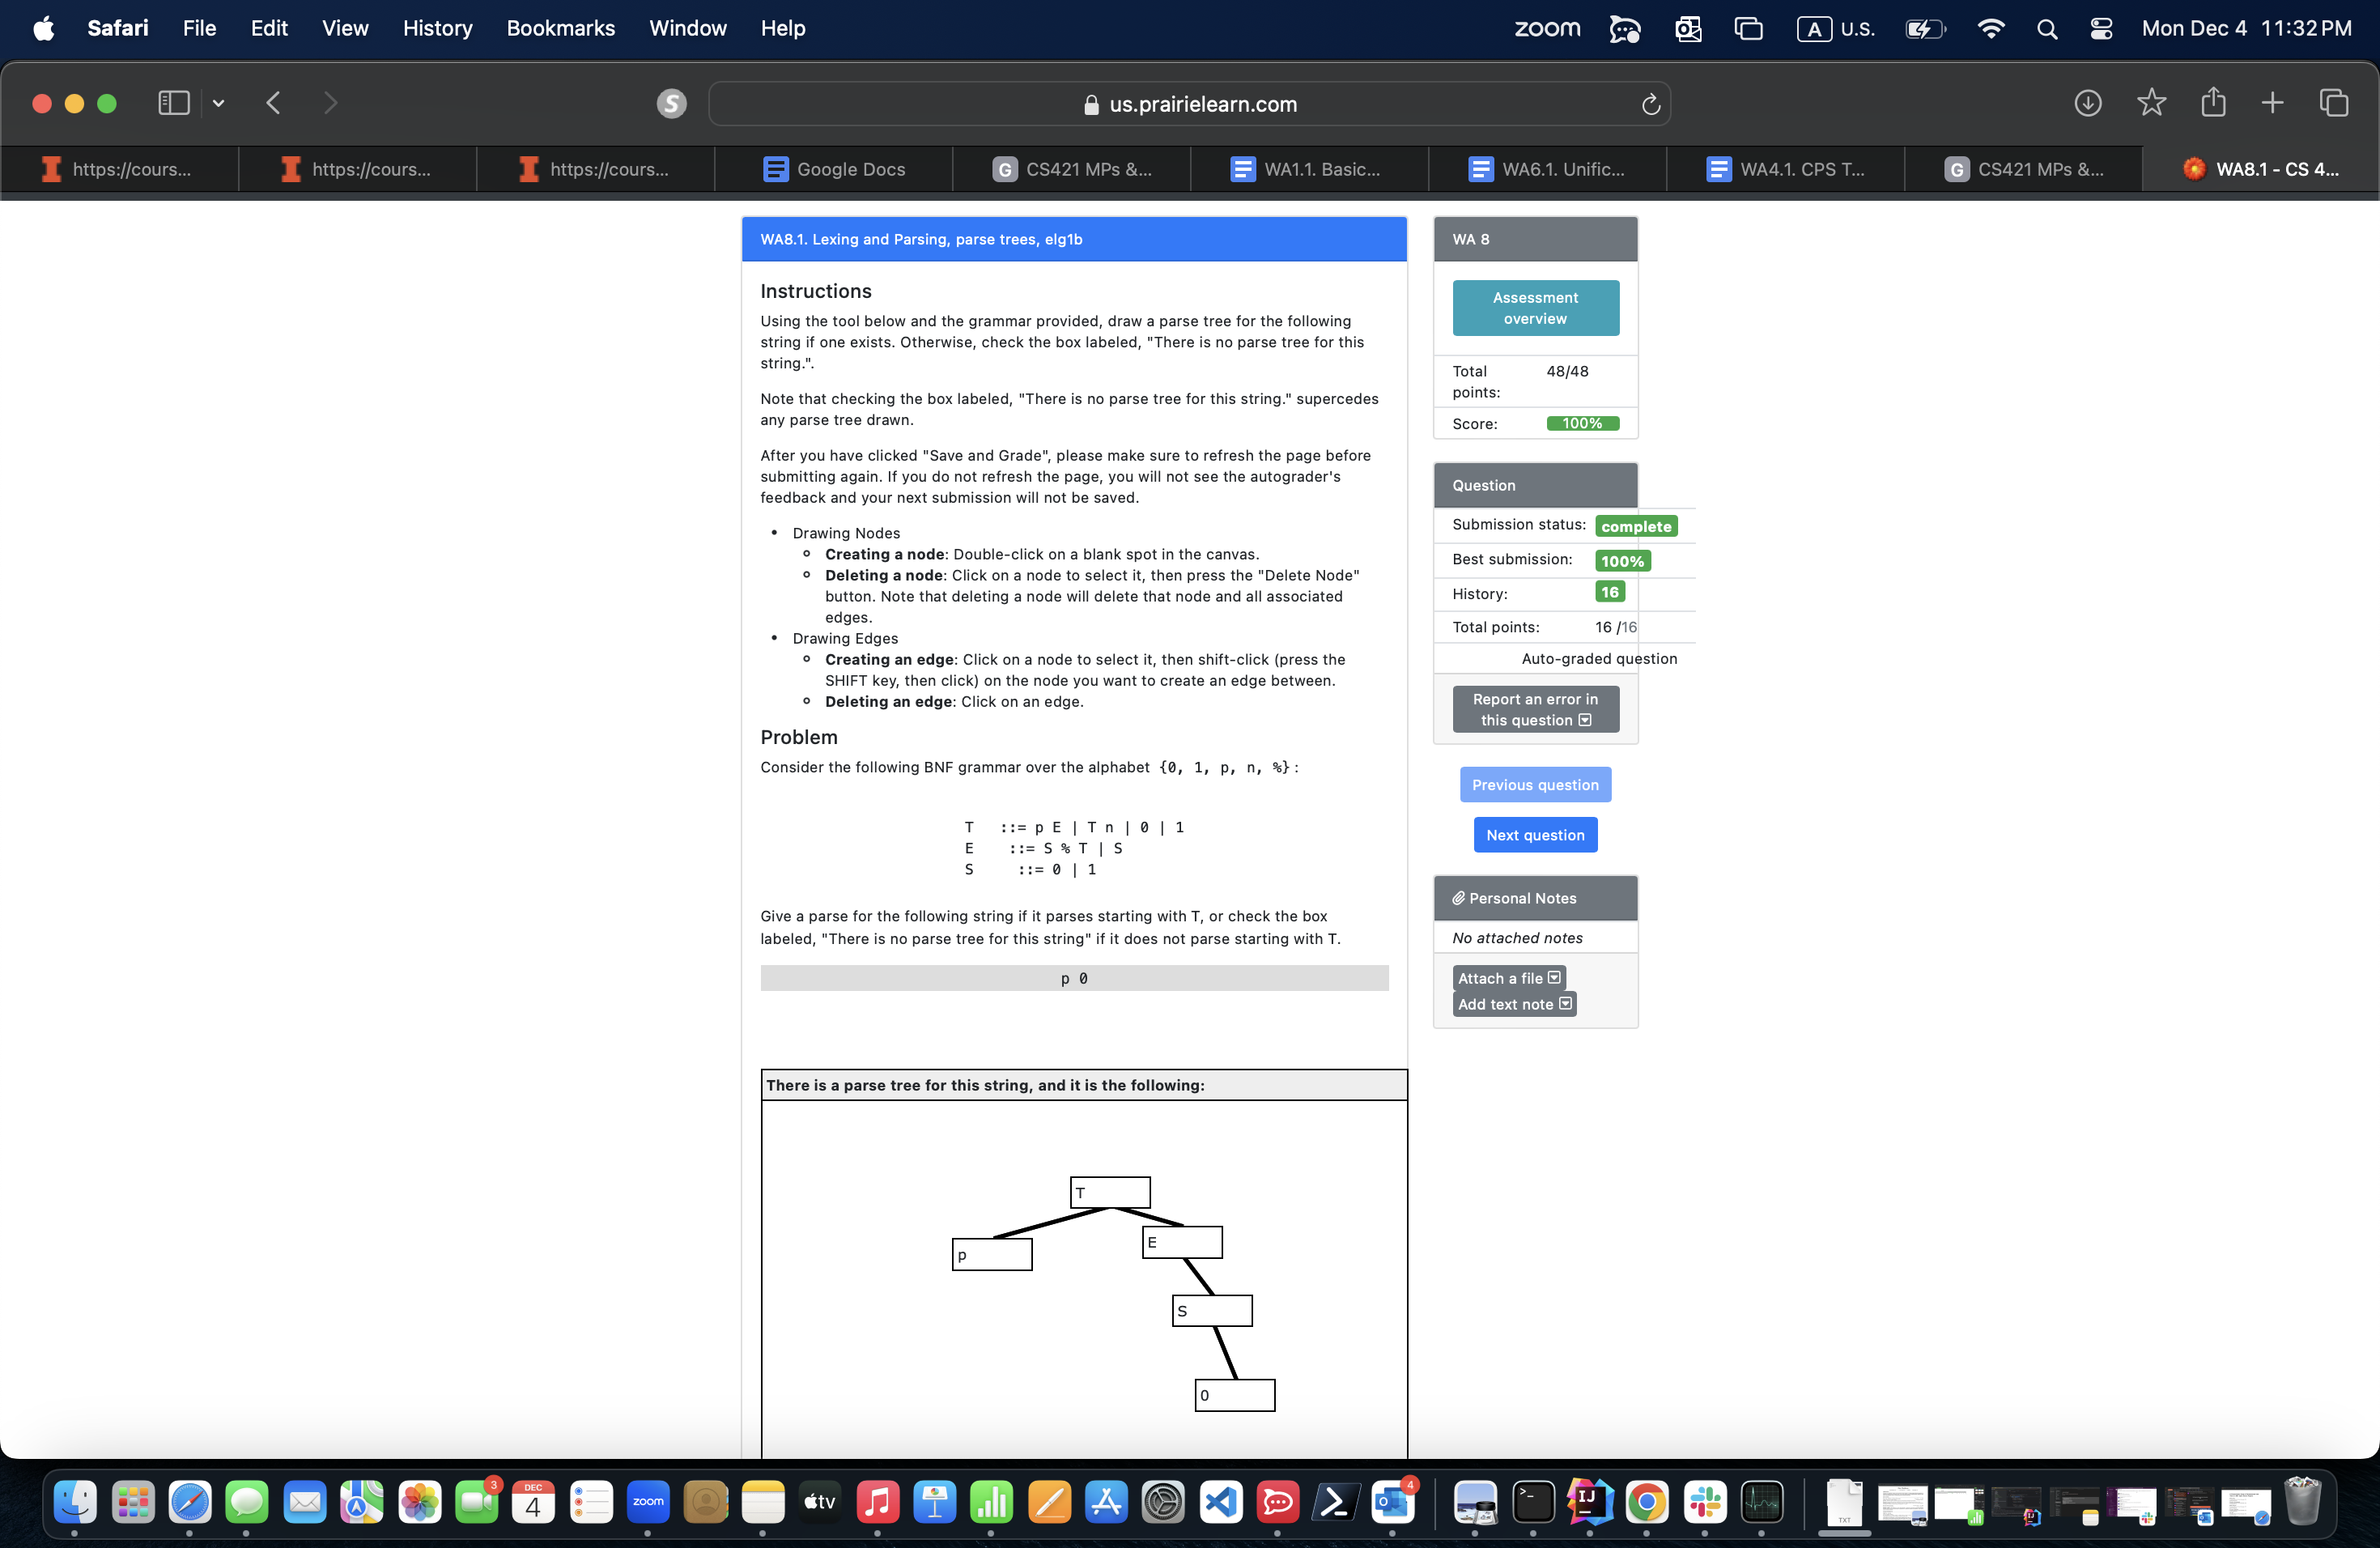 Safari File Edit View History Bookmarks Window Help
zoom A U.S. Mon Dec 4 11:32 PM
S us.prairielearn.com
https://cours... https://cours... https://cours... Google Docs G CS421 MPs &... WA1.1. Basic... WA6.1. Unific... WA4.1. CPS T... G CS421 MPs &... WA8.1 - CS 4...
WA8.1. Lexing and Parsing, parse trees, elg1b
Instructions
Using the tool below and the grammar provided, draw a parse tree for the following
string if one exists. Otherwise, check the box labeled, "There is no parse tree for this
string.".
Note that checking the box labeled, "There is no parse tree for this string." supercedes
any parse tree drawn.
After you have clicked "Save and Grade", please make sure to refresh the page before
submitting again. If you do not refresh the page, you will not see the autograder's
feedback and your next submission will not be saved.
• Drawing Nodes
Creating a node: Double-click on a blank spot in the canvas.
Deleting a node: Click on a node to select it, then press the "Delete Node"
button. Note that deleting a node will delete that node and all associated
edges.
• Drawing Edges
Creating an edge: Click on a node to select it, then shift-click (press the
SHIFT key, then click) on the node you want to create an edge between.
Deleting an edge: Click on an edge.
Problem
Consider the following BNF grammar over the alphabet {0, 1, p, n, %}:
T ::= p E | T n | 0 | 1
E ::= S % T | S
S ::= 0 | 1
Give a parse for the following string if it parses starting with T, or check the box
labeled, "There is no parse tree for this string" if it does not parse starting with T.
p 0
There is a parse tree for this string, and it is the following:
T
p
E
S
0
WA 8
Assessment
overview
Total
points: 48/48
Score: 100%
Question
Submission status: complete
Best submission: 100%
History: 16
Total points: 16 /16
Auto-graded question
Report an error in
this question
Previous question
Next question
Personal Notes
No attached notes
Attach a file
Add text note
3
DEC
4
zoom
tv
4
IJ
TXT